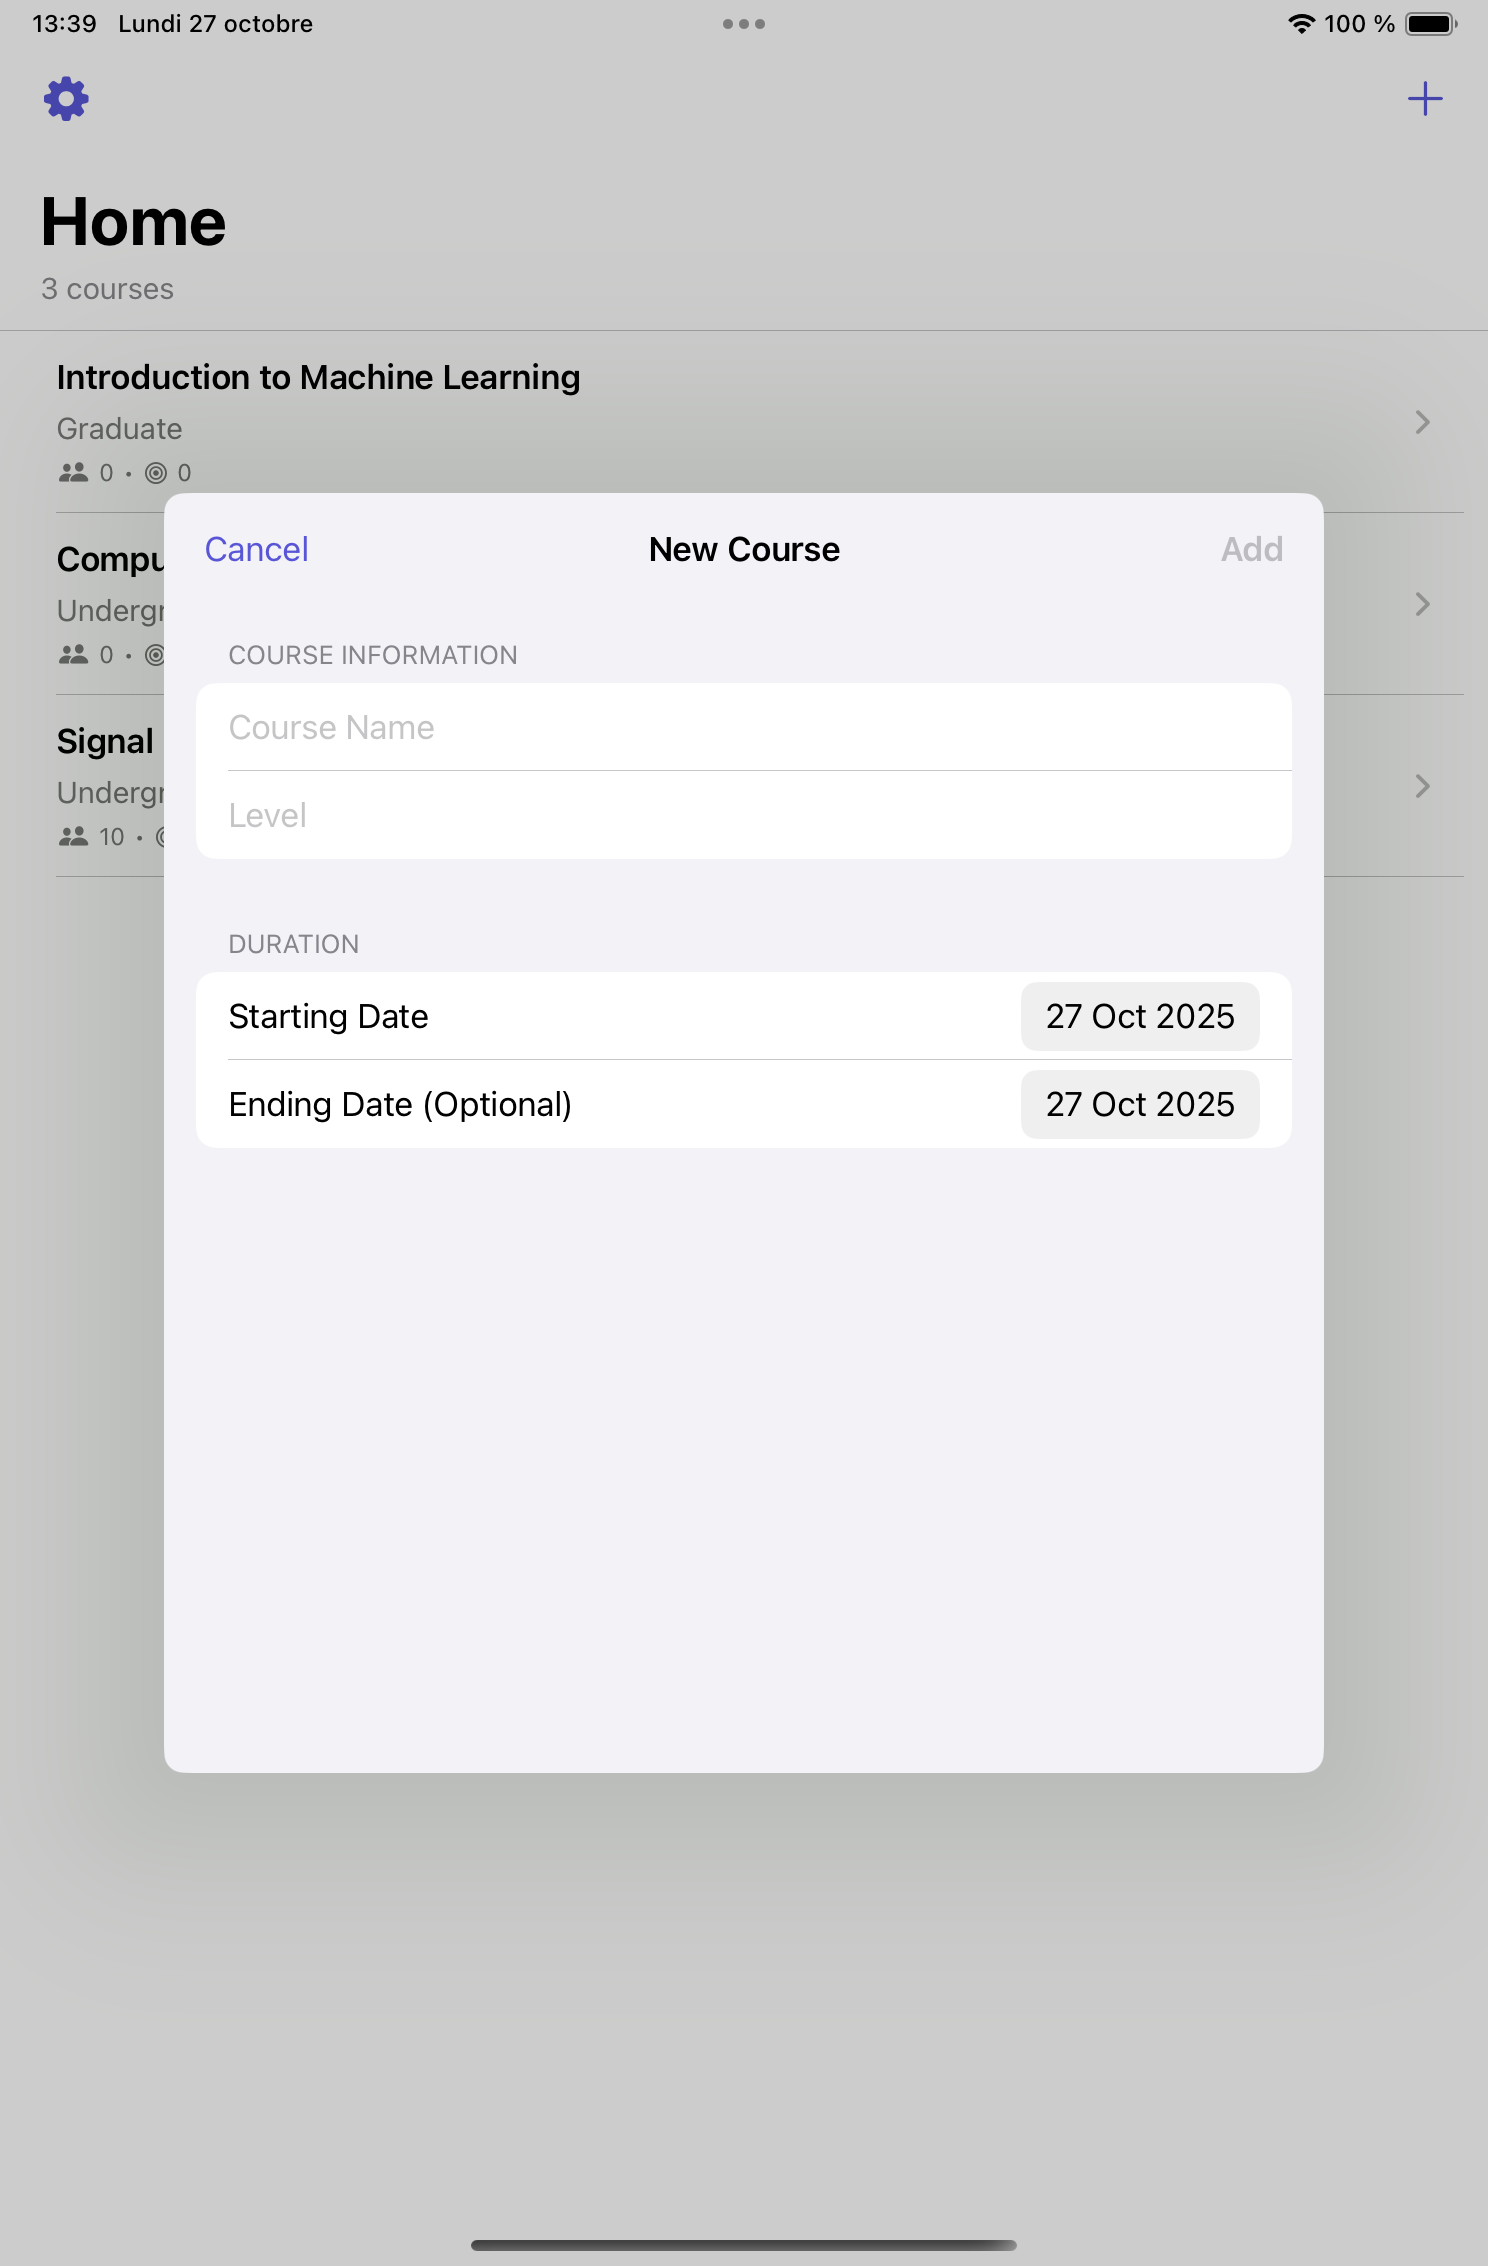 13:39 Lundi 27 octobre
100 %
Home
3 courses
Introduction to Machine Learning
Graduate
0 • 0
Cancel
New Course
Add
Undergr
0 •
COURSE INFORMATION
Course Name
Signal
Level
Undergr
10 •
DURATION
Starting Date
27 Oct 2025
Ending Date (Optional)
27 Oct 2025